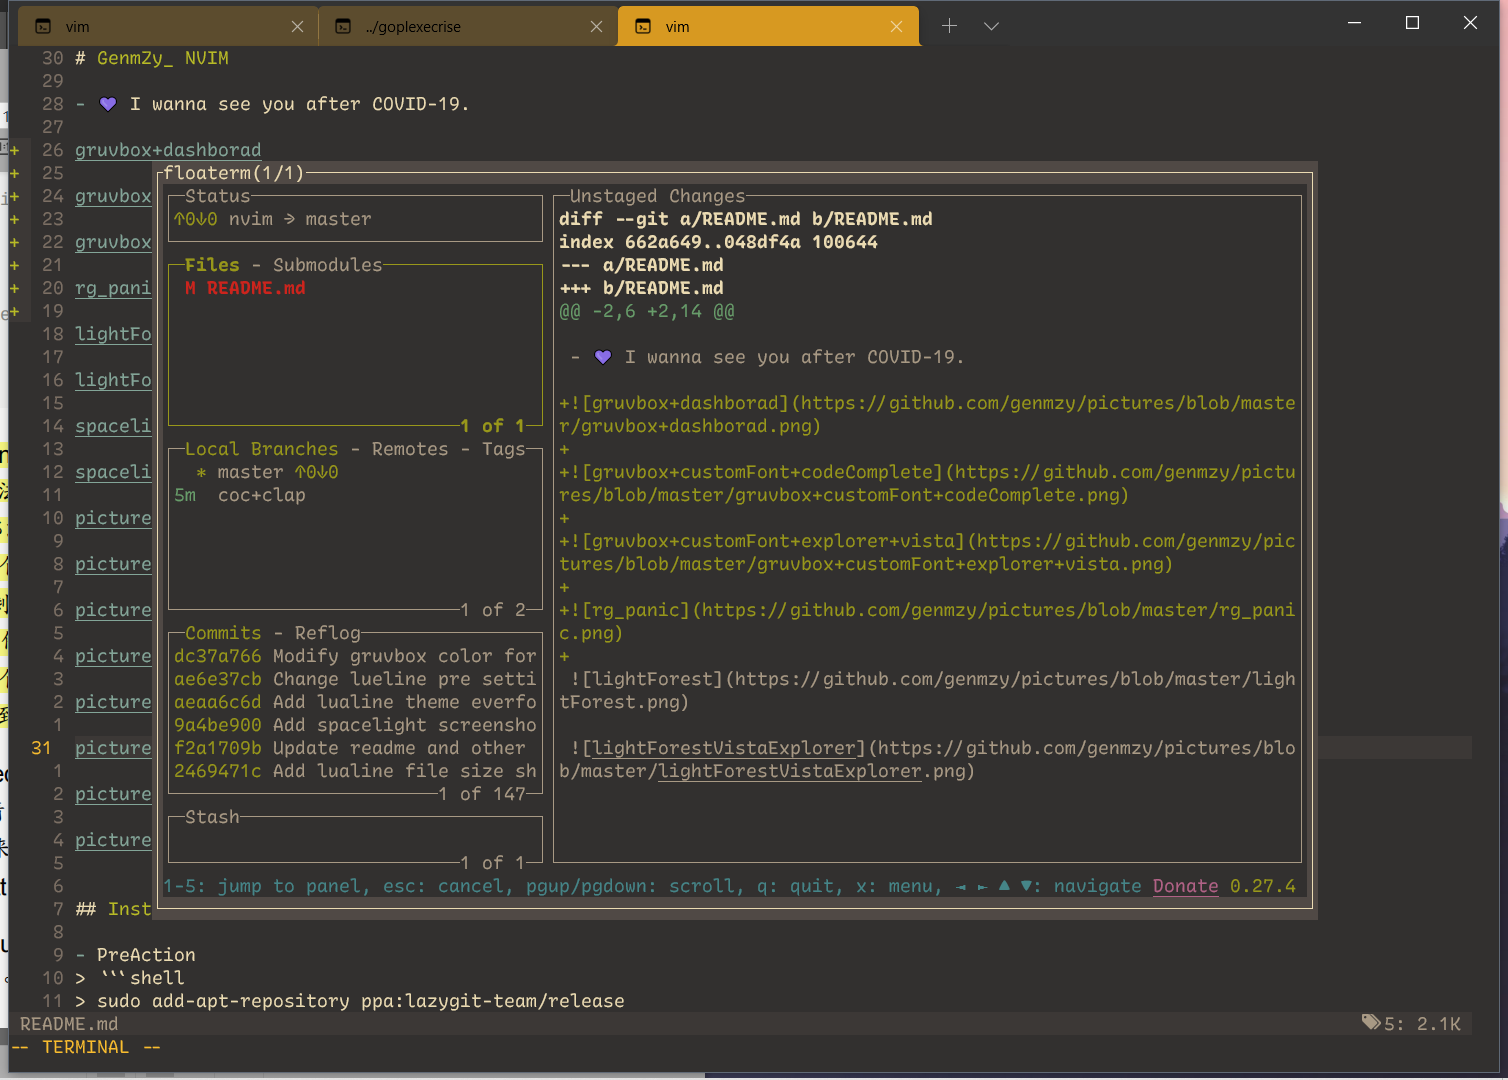 vim
../goplexecrise
vim
30 # GenmZy_ NVIM
29
28 - 💜 I wanna see you after COVID-19.
27
+ 26 gruvbox+dashborad
+ 25
+ 24 gruvbox
+ 23
+ 22 gruvbox
+ 21
+ 20 rg_pani
+ 19
18 lightFo
17
16 lightFo
15
14 spaceli
13
12 spaceli
11
10 picture
9
8 picture
7
6 picture
5
4 picture
3
2 picture
1
31 picture
1
2 picture
3
4 picture
5
6
7 ## Inst
8
9 - PreAction
10 > ```shell
11 > sudo add-apt-repository ppa:lazygit-team/release
floaterm(1/1)
Status
↑0↓0 nvim → master
Files - Submodules
M README.md
1 of 1
Local Branches - Remotes - Tags
* master ↑0↓0
5m coc+clap
1 of 2
Commits - Reflog
dc37a766 Modify gruvbox color for
ae6e37cb Change lueline pre setti
aeaa6c6d Add lualine theme everfo
9a4be900 Add spacelight screensho
f2a1709b Update readme and other
2469471c Add lualine file size sh
1 of 147
Stash
1 of 1
Unstaged Changes
diff --git a/README.md b/README.md
index 662a649..048df4a 100644
--- a/README.md
+++ b/README.md
@@ -2,6 +2,14 @@
- 💜 I wanna see you after COVID-19.
+![gruvbox+dashborad](https://github.com/genmzy/pictures/blob/maste
r/gruvbox+dashborad.png)
+
+![gruvbox+customFont+codeComplete](https://github.com/genmzy/pictu
res/blob/master/gruvbox+customFont+codeComplete.png)
+
+![gruvbox+customFont+explorer+vista](https://github.com/genmzy/pic
tures/blob/master/gruvbox+customFont+explorer+vista.png)
+
+![rg_panic](https://github.com/genmzy/pictures/blob/master/rg_pani
c.png)
+
![lightForest](https://github.com/genmzy/pictures/blob/master/ligh
tForest.png)
![lightForestVistaExplorer](https://github.com/genmzy/pictures/blo
b/master/lightForestVistaExplorer.png)
1-5: jump to panel, esc: cancel, pgup/pgdown: scroll, q: quit, x: menu, ◄ ► ▲ ▼: navigate Donate 0.27.4
README.md
5: 2.1K
-- TERMINAL --